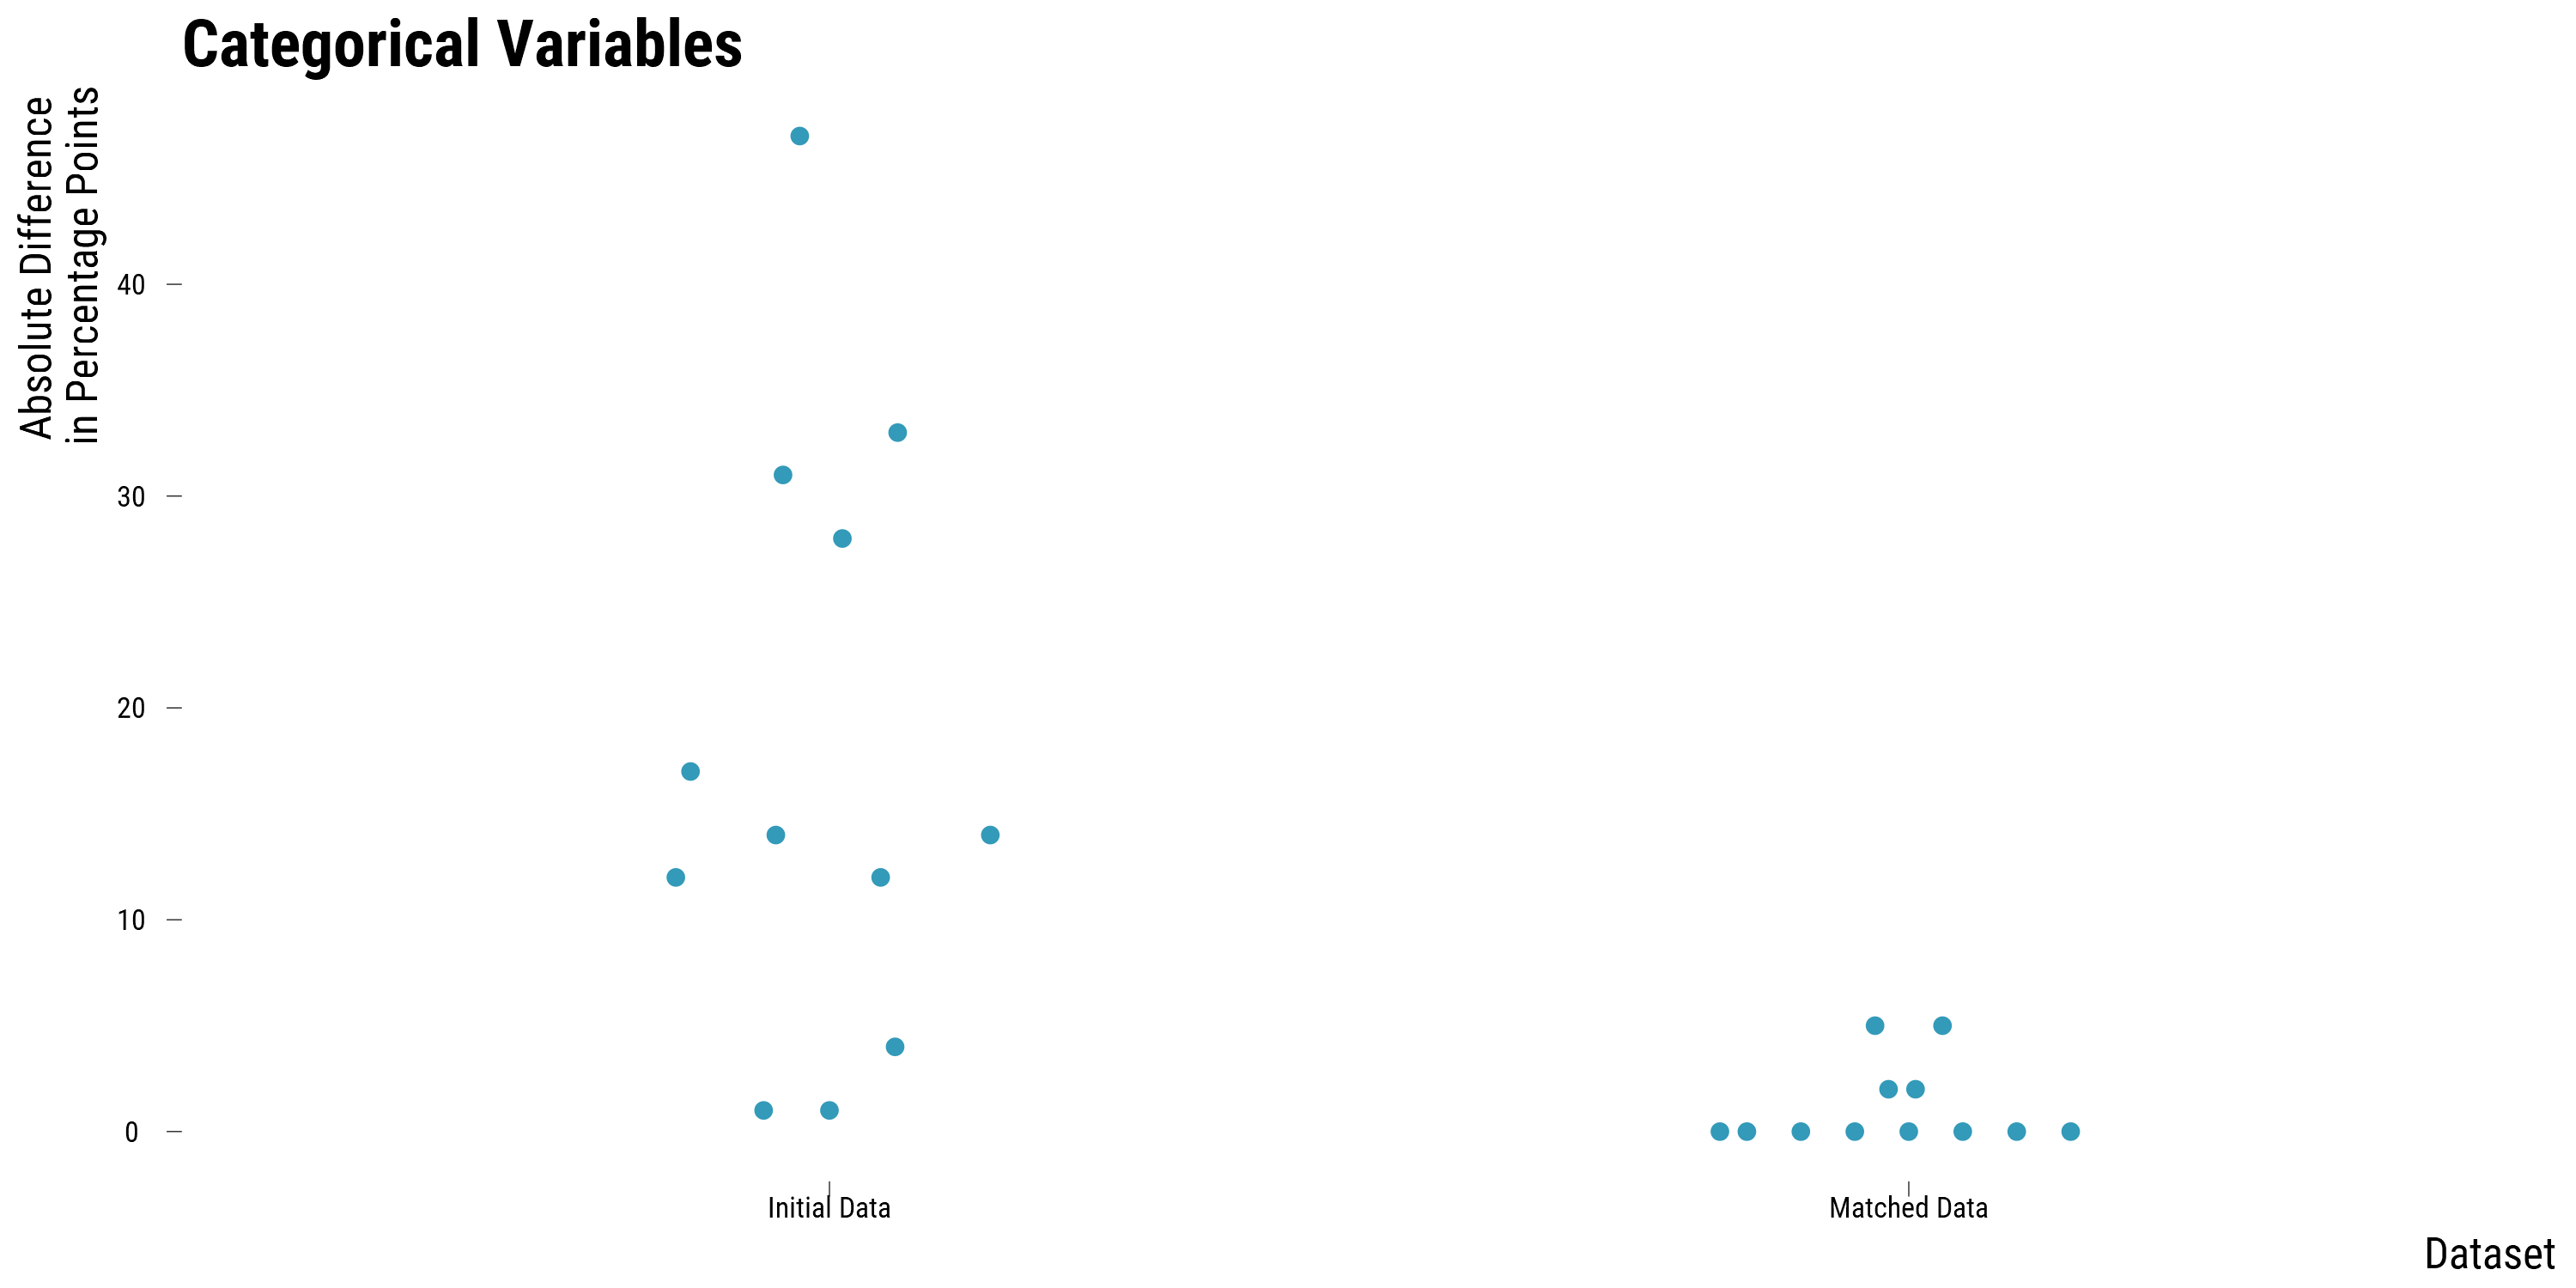 Categorical Variables
Absolute Difference
in Percentage Points
40
30
20
10
0
Initial Data
Matched Data
Dataset